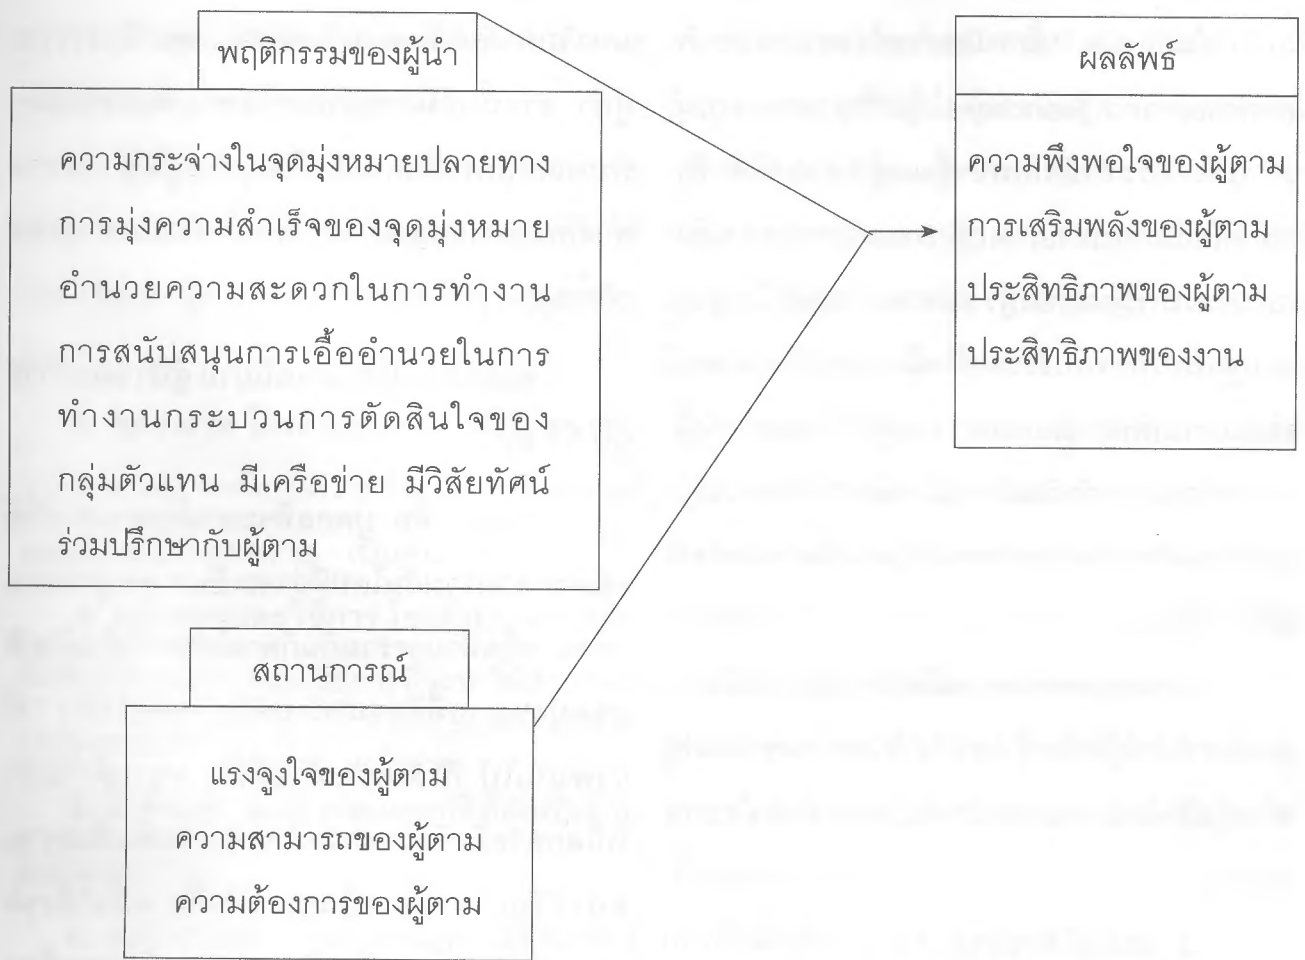 พฤติกรรมของผู้นำ
ความกระจ่างในจุดมุ่งหมายปลายทาง
การมุ่งความสำเร็จของจุดมุ่งหมาย
อำนวยความสะดวกในการทำงาน
การสนับสนุนการเอื้ออำนวยในการ
ทำงานกระบวนการตัดสินใจของ
กลุ่มตัวแทน มีเครือข่าย มีวิสัยทัศน์
ร่วมปรึกษากับผู้ตาม
สถานการณ์
แรงจูงใจของผู้ตาม
ความสามารถของผู้ตาม
ความต้องการของผู้ตาม
ผลลัพธ์
ความพึงพอใจของผู้ตาม
การเสริมพลังของผู้ตาม
ประสิทธิภาพของผู้ตาม
ประสิทธิภาพของงาน